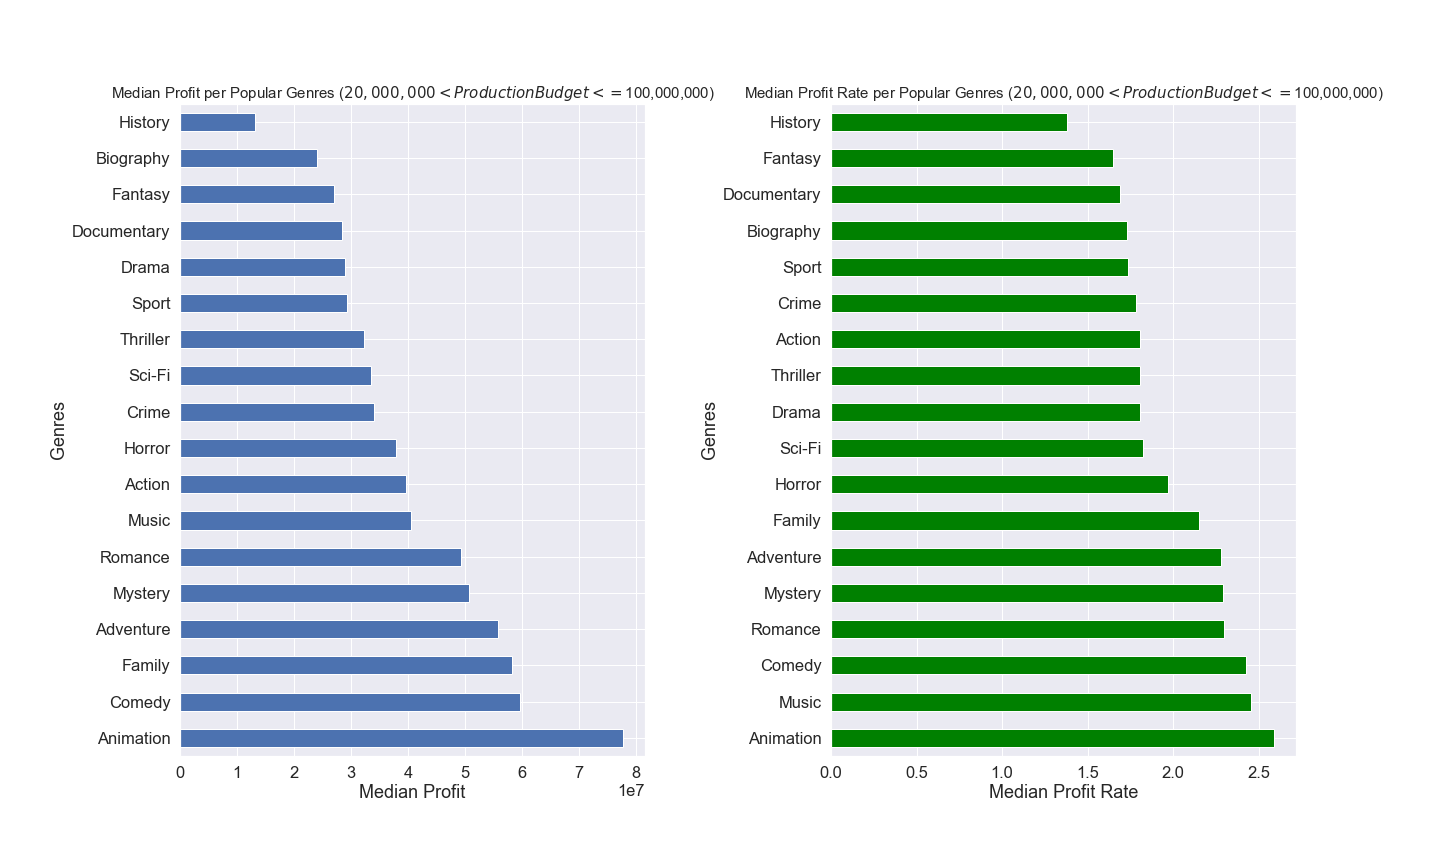 Median Profit per Popular Genres (20,000,000<ProductionBudget<=100,000,000)
History
Biography
Fantasy
Documentary
Drama
Sport
Thriller
Sci-Fi
Crime
Horror
Action
Music
Romance
Mystery
Adventure
Family
Comedy
Animation
Genres
0 1 2 3 4 5 6 7 8
1e7
Median Profit
Median Profit Rate per Popular Genres (20,000,000<ProductionBudget<=100,000,000)
History
Fantasy
Documentary
Biography
Sport
Crime
Action
Thriller
Drama
Sci-Fi
Horror
Family
Adventure
Mystery
Romance
Comedy
Music
Animation
Genres
0.0 0.5 1.0 1.5 2.0 2.5
Median Profit Rate